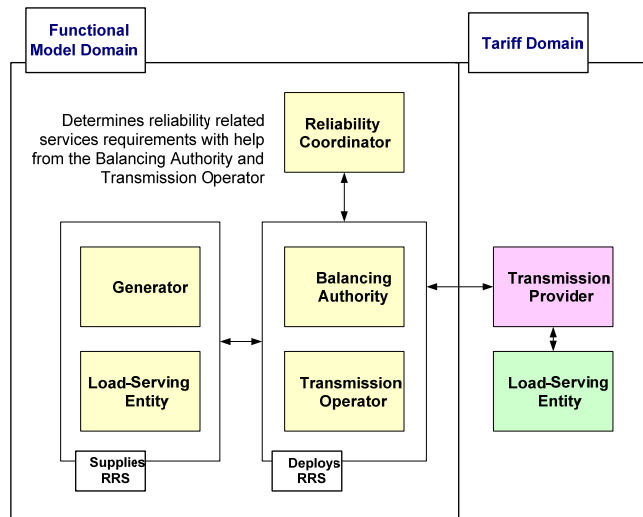 Functional
Model Domain
Tariff Domain
Determines reliability related
services requirements with help
from the Balancing Authority and
Transmission Operator
Reliability
Coordinator
Generator
Balancing
Authority
Transmission
Provider
Load-Serving
Entity
Transmission
Operator
Load-Serving
Entity
Supplies
RRS
Deploys
RRS